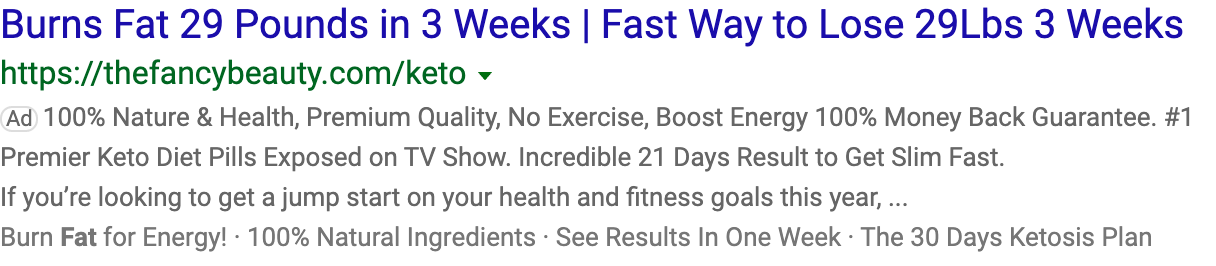 Burns Fat 29 Pounds in 3 Weeks | Fast Way to Lose 29Lbs 3 Weeks
https://thefancybeauty.com/keto
Ad 100% Nature & Health, Premium Quality, No Exercise, Boost Energy 100% Money Back Guarantee. #1
Premier Keto Diet Pills Exposed on TV Show. Incredible 21 Days Result to Get Slim Fast.
If you’re looking to get a jump start on your health and fitness goals this year, ...
Burn Fat for Energy! · 100% Natural Ingredients · See Results In One Week · The 30 Days Ketosis Plan